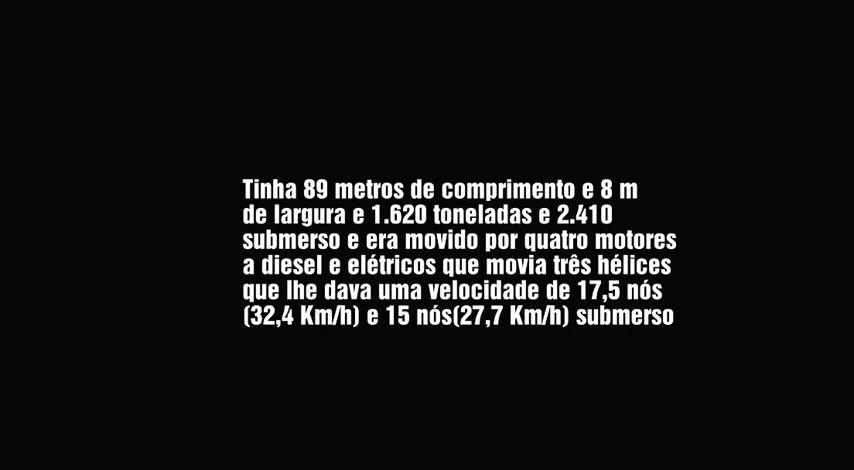 Tinha 89 metros de comprimento e 8 m
de largura e 1.620 toneladas e 2.410
submerso e era movido por quatro motores
a diesel e elétricos que movia três hélices
que lhe dava uma velocidade de 17,5 nós
(32,4 Km/h) e 15 nós(27,7 Km/h) submerso